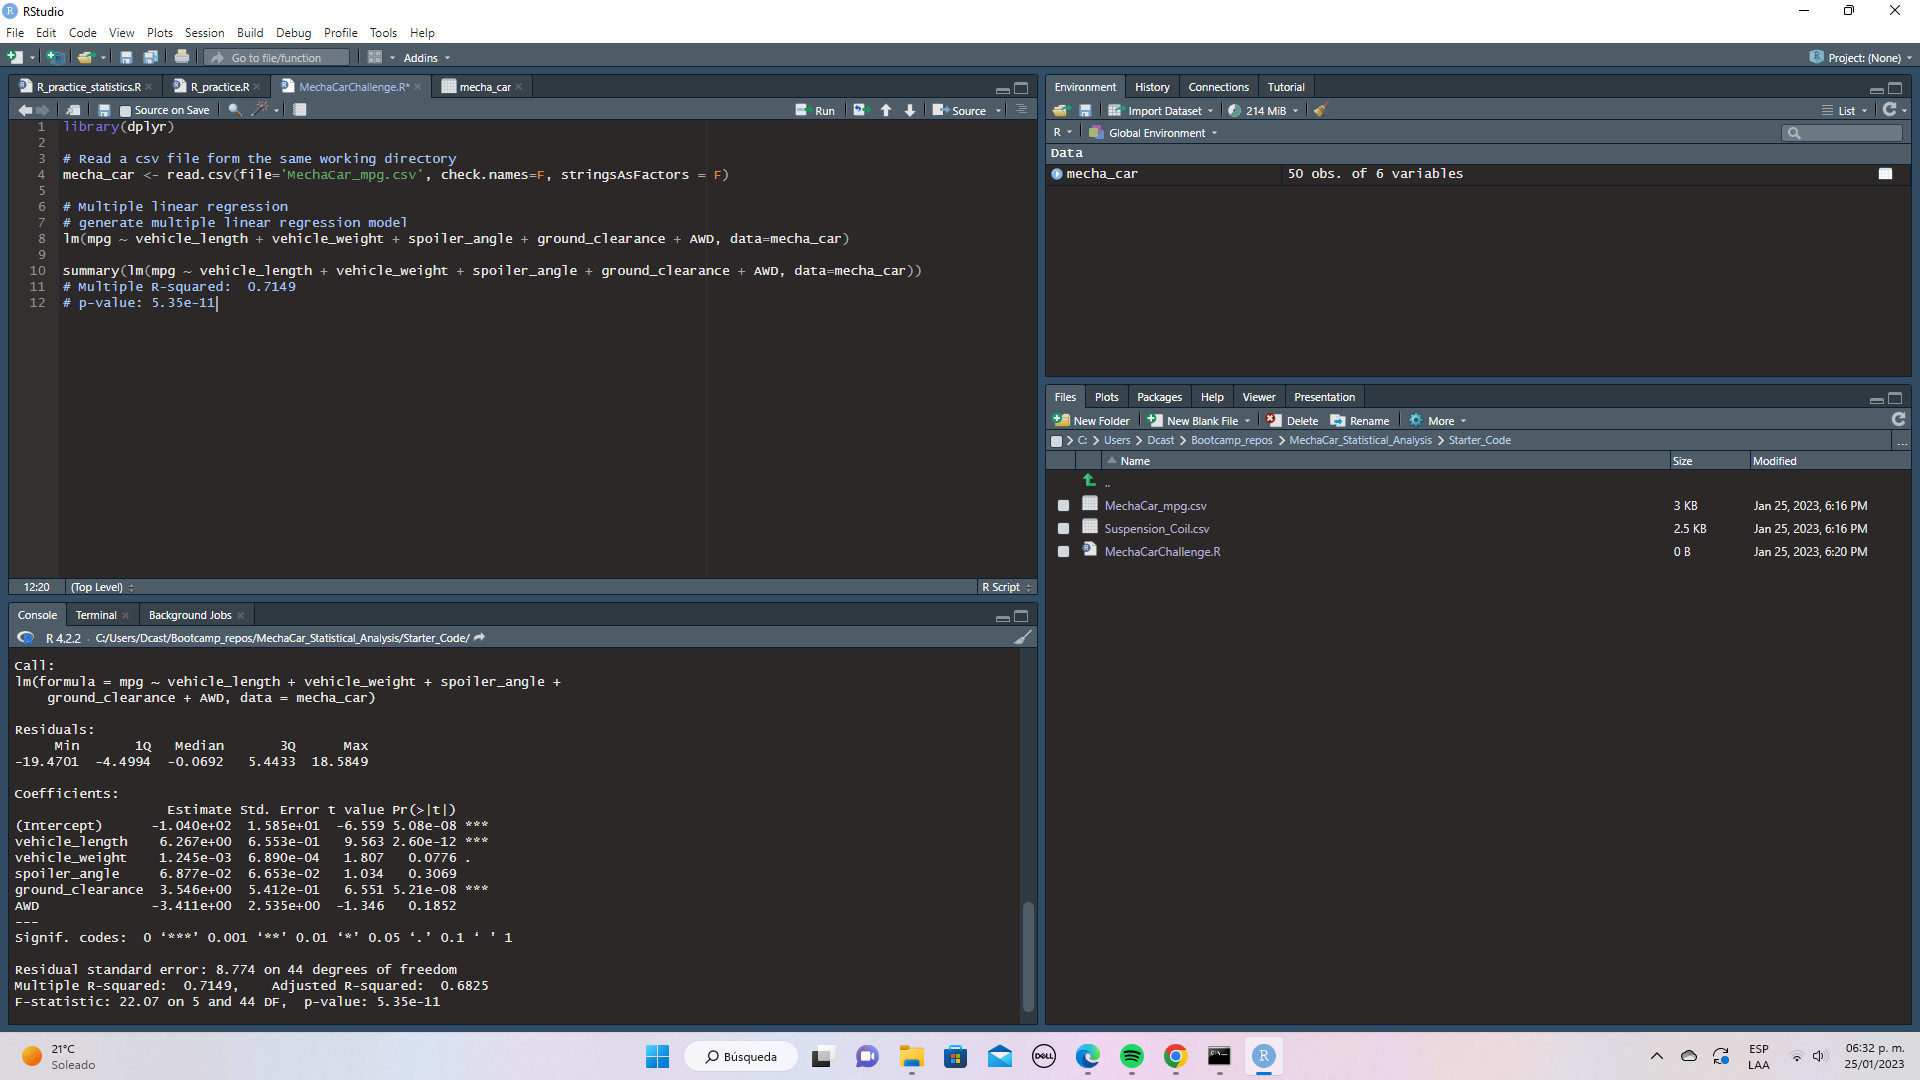 RStudio
File Edit Code View Plots Session Build Debug Profile Tools Help
Go to file/function Addins Project: (None)
R_practice_statistics.R R_practice.R MechaCarChallenge.R* mecha_car
Source on Save Run Source
1 library(dplyr)
2
3 # Read a csv file form the same working directory
4 mecha_car <- read.csv(file='MechaCar_mpg.csv', check.names=F, stringsAsFactors = F)
5
6 # Multiple linear regression
7 # generate multiple linear regression model
8 lm(mpg ~ vehicle_length + vehicle_weight + spoiler_angle + ground_clearance + AWD, data=mecha_car)
9
10 summary(lm(mpg ~ vehicle_length + vehicle_weight + spoiler_angle + ground_clearance + AWD, data=mecha_car))
11 # Multiple R-squared:  0.7149
12 # p-value: 5.35e-11
12:20 (Top Level) R Script
Console Terminal Background Jobs
R 4.2.2 · C:/Users/Dcast/Bootcamp_repos/MechaCar_Statistical_Analysis/Starter_Code/
Call:
lm(formula = mpg ~ vehicle_length + vehicle_weight + spoiler_angle +
    ground_clearance + AWD, data = mecha_car)
Residuals:
     Min       1Q   Median       3Q      Max
-19.4701  -4.4994  -0.0692   5.4433  18.5849
Coefficients:
                   Estimate Std. Error t value Pr(>|t|)
(Intercept)      -1.040e+02  1.585e+01  -6.559 5.08e-08 ***
vehicle_length    6.267e+00  6.553e-01   9.563 2.60e-12 ***
vehicle_weight    1.245e-03  6.890e-04   1.807   0.0776 .
spoiler_angle     6.877e-02  6.653e-02   1.034   0.3069
ground_clearance  3.546e+00  5.412e-01   6.551 5.21e-08 ***
AWD              -3.411e+00  2.535e+00  -1.346   0.1852
---
Signif. codes:  0 ‘***’ 0.001 ‘**’ 0.01 ‘*’ 0.05 ‘.’ 0.1 ‘ ’ 1
Residual standard error: 8.774 on 44 degrees of freedom
Multiple R-squared:  0.7149,    Adjusted R-squared:  0.6825
F-statistic: 22.07 on 5 and 44 DF,  p-value: 5.35e-11
Environment History Connections Tutorial
Import Dataset 214 MiB List
R Global Environment
Data
mecha_car 50 obs. of 6 variables
Files Plots Packages Help Viewer Presentation
New Folder New Blank File Delete Rename More
C: Users Dcast Bootcamp_repos MechaCar_Statistical_Analysis Starter_Code ...
Name Size Modified
..
MechaCar_mpg.csv 3 KB Jan 25, 2023, 6:16 PM
Suspension_Coil.csv 2.5 KB Jan 25, 2023, 6:16 PM
MechaCarChallenge.R 0 B Jan 25, 2023, 6:20 PM
21°C
Soleado
Búsqueda
DELL
R
ESP
LAA
06:32 p. m.
25/01/2023